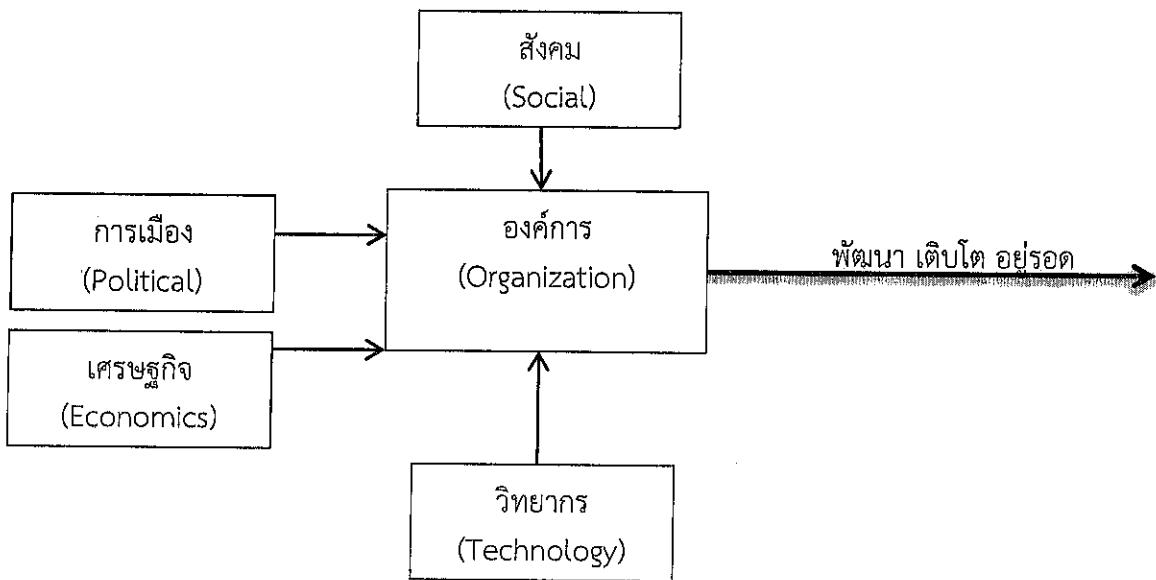 สังคม
(Social)
การเมือง
(Political)
องค์การ
(Organization)
พัฒนา เติบโต อยู่รอด
เศรษฐกิจ
(Economics)
วิทยากร
(Technology)